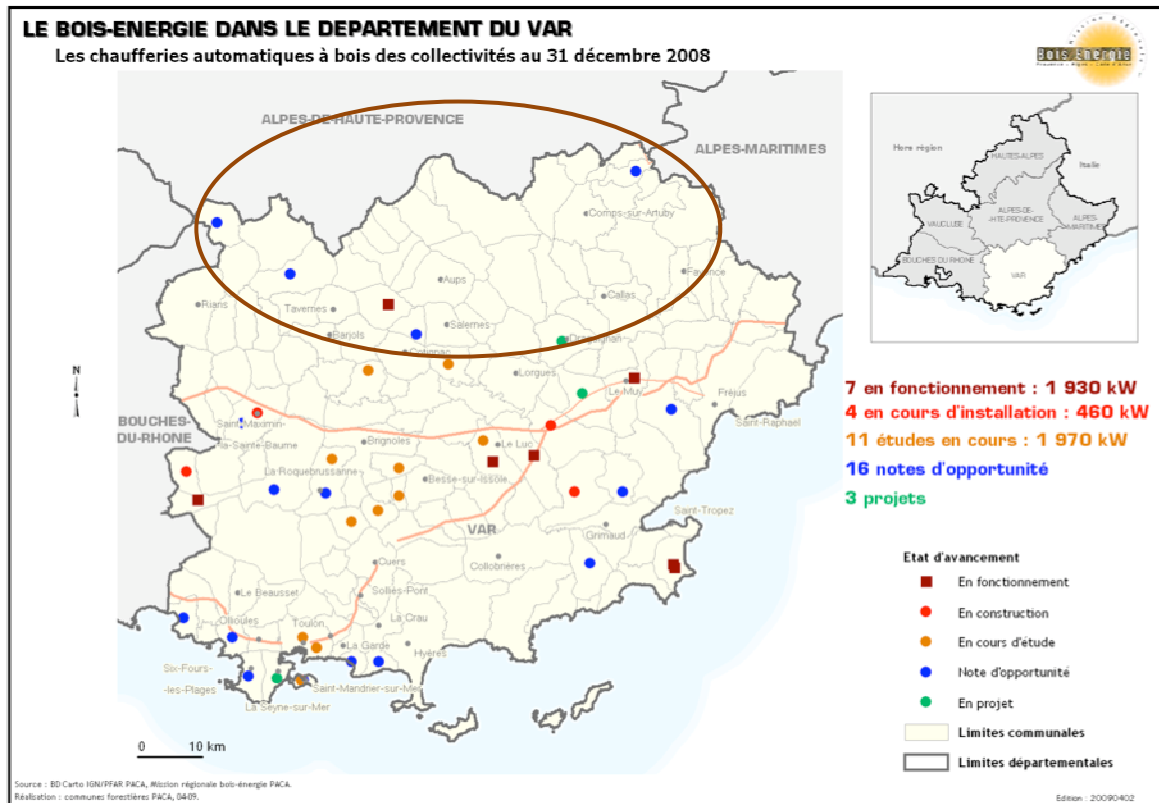 LE BOIS-ENERGIE DANS LE DEPARTEMENT DU VAR
Les chaufferies automatiques à bois des collectivités au 31 décembre 2008
Bois Energie
ALPES-DE-HAUTE-PROVENCE
ALPES-MARITIMES
Comps-sur-Artuby
Fayence
Aups
Callas
Rians
Tavernes
Salernes
Barjols
Cotignac
Draguignan
Lorgues
Le-Muy
Fréjus
Saint-Raphaël
N
BOUCHES-
DU-RHONE
Saint-Maximin-
-la-Sainte-Baume
Brignoles
Le Luc
La Roquebrussanne
Besse-sur-Issole
VAR
Saint-Tropez
Grimaud
Collobrières
Cuers
Le Beausset
Solliès-Pont
Ollioules
Toulon
La Crau
La Garde
Hyères
Six-Fours-
-les-Plages
Saint-Mandrier-sur-Mer
La Seyne-sur-Mer
0 10 km
Hors région
HAUTES-ALPES
Italie
VAUCLUSE
ALPES-DE-
-HTE-PROVENCE
ALPES-
-MARITIMES
BOUCHES DU RHONE
VAR
7 en fonctionnement : 1 930 kW
4 en cours d'installation : 460 kW
11 études en cours : 1 970 kW
16 notes d'opportunité
3 projets
Etat d'avancement
En fonctionnement
En construction
En cours d'étude
Note d'opportunité
En projet
Limites communales
Limites départementales
Source : BD Carto IGN/PFAR PACA, Mission régionale bois-énergie PACA.
Réalisation : communes forestières PACA, 04-09.
Edition : 20090402